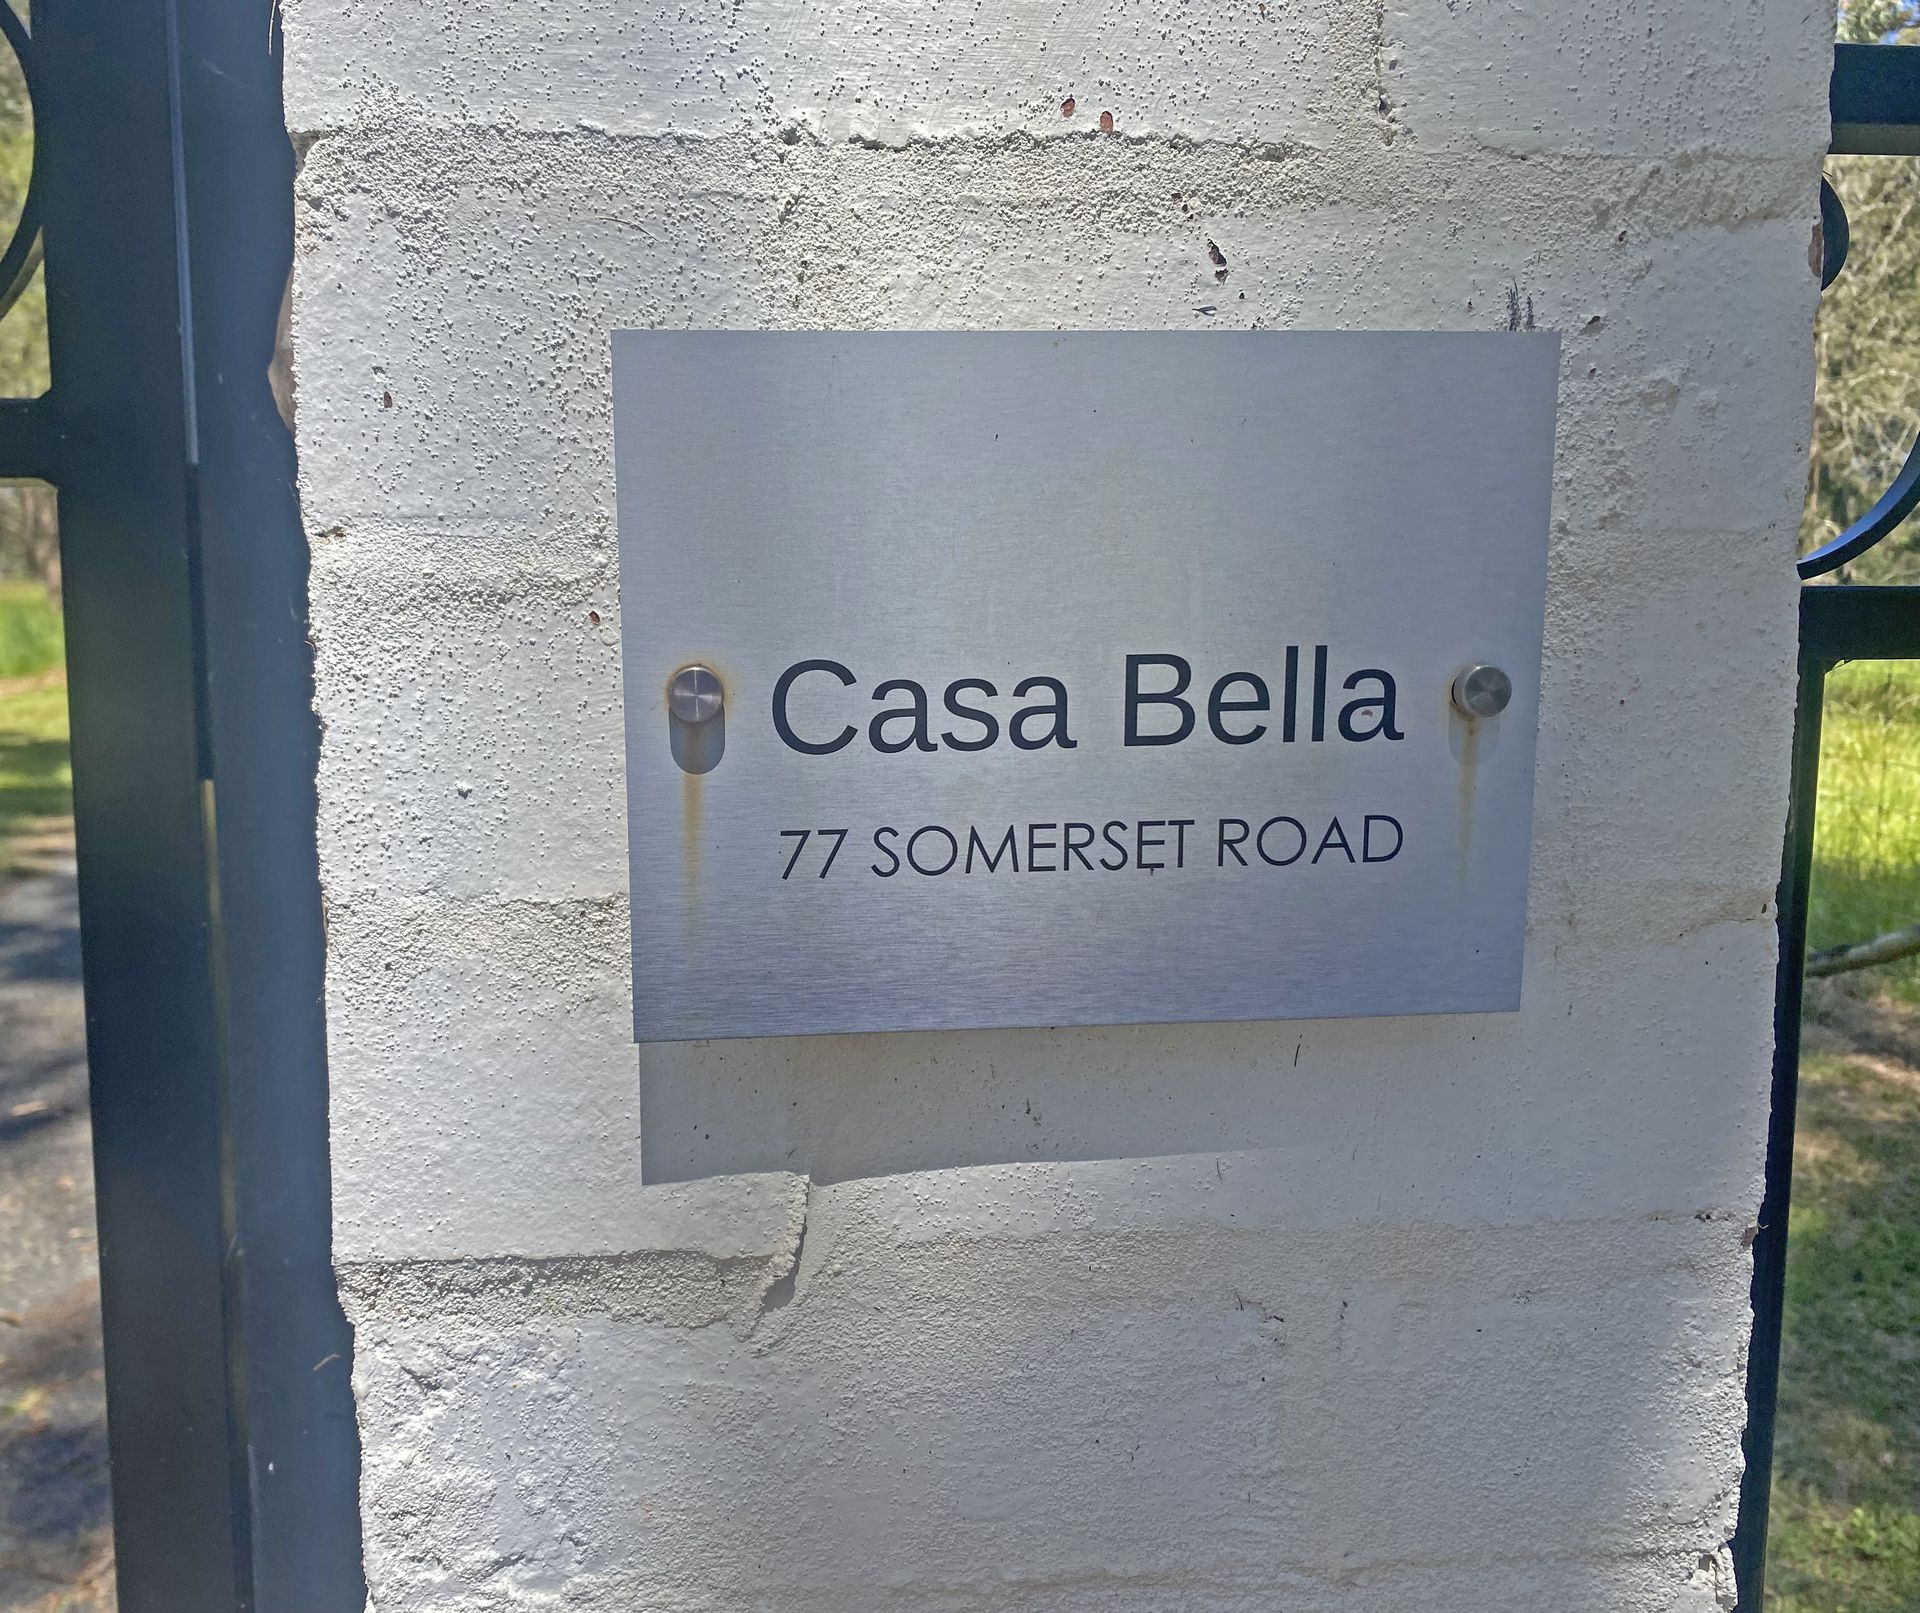 Casa Bella
77 SOMERSET ROAD